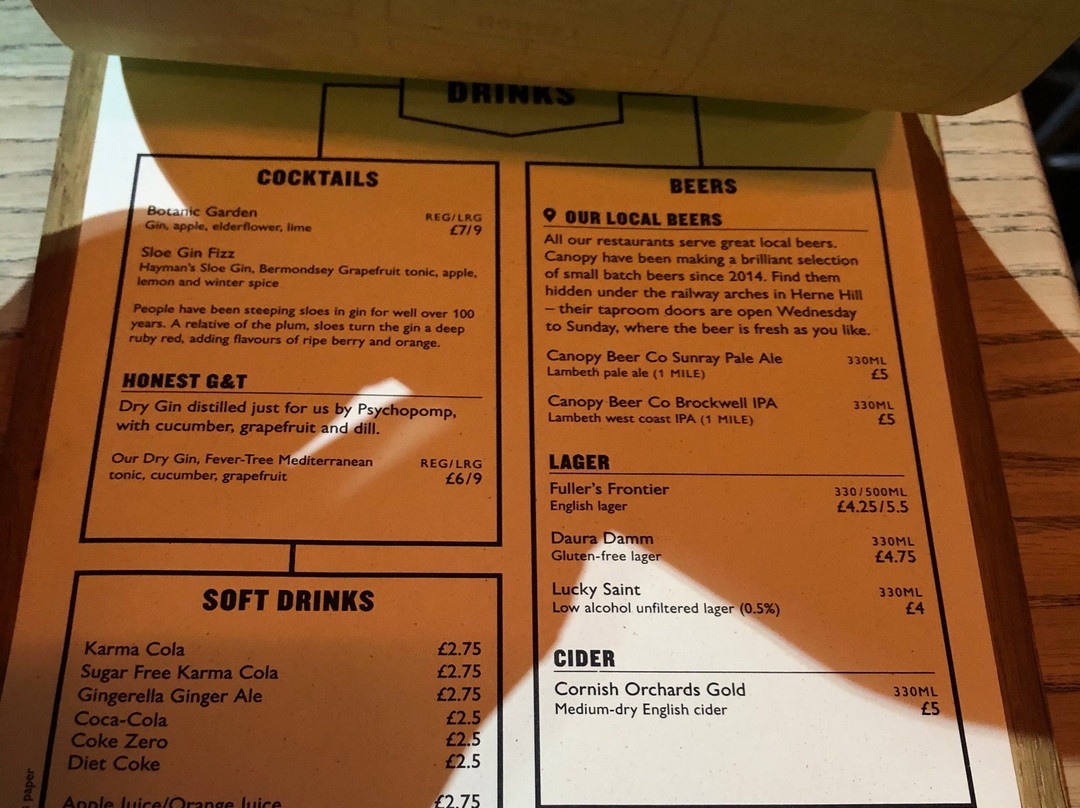 DRINKS
COCKTAILS
Botanic Garden
REG/LRG
Gin, apple, elderflower, lime
£7/9
Sloe Gin Fizz
Hayman's Sloe Gin, Bermondsey Grapefruit tonic, apple,
lemon and winter spice
People have been steeping sloes in gin for well over 100
years. A relative of the plum, sloes turn the gin a deep
ruby red, adding flavours of ripe berry and orange.
HONEST G&T
Dry Gin distilled just for us by Psychopomp,
with cucumber, grapefruit and dill.
Our Dry Gin, Fever-Tree Mediterranean
REG/LRG
tonic, cucumber, grapefruit
£6/9
SOFT DRINKS
Karma Cola £2.75
Sugar Free Karma Cola £2.75
Gingerella Ginger Ale £2.75
Coca-Cola £2.5
Coke Zero £2.5
Diet Coke £2.5
Apple Juice/Orange Juice £2.75
paper
BEERS
OUR LOCAL BEERS
All our restaurants serve great local beers.
Canopy have been making a brilliant selection
of small batch beers since 2014. Find them
hidden under the railway arches in Herne Hill
– their taproom doors are open Wednesday
to Sunday, where the beer is fresh as you like.
Canopy Beer Co Sunray Pale Ale 330ML
Lambeth pale ale (1 MILE) £5
Canopy Beer Co Brockwell IPA 330ML
Lambeth west coast IPA (1 MILE) £5
LAGER
Fuller's Frontier 330/500ML
English lager £4.25/5.5
Daura Damm 330ML
Gluten-free lager £4.75
Lucky Saint 330ML
Low alcohol unfiltered lager (0.5%) £4
CIDER
Cornish Orchards Gold 330ML
Medium-dry English cider £5